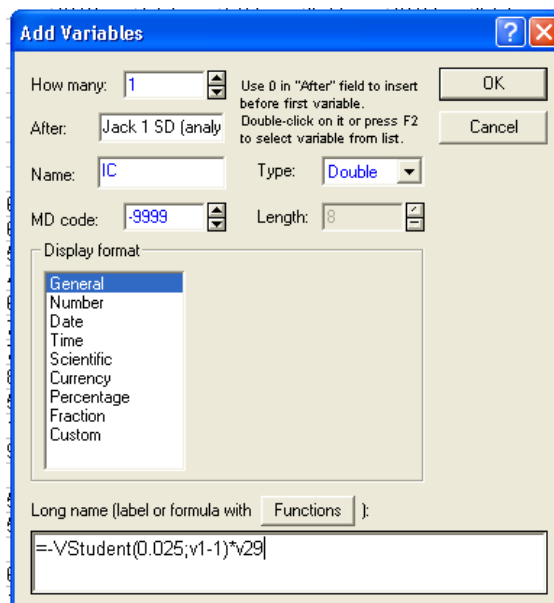 Add Variables
How many: 1
Use 0 in "After" field to insert
before first variable.
Double-click on it or press F2
to select variable from list.
OK
After: Jack 1 SD (analy
Cancel
Name: IC
Type: Double
MD code: -9999
Length: 8
Display format
General
Number
Date
Time
Scientific
Currency
Percentage
Fraction
Custom
Long name (label or formula with Functions ):
=-VStudent(0.025;v1-1)*v29